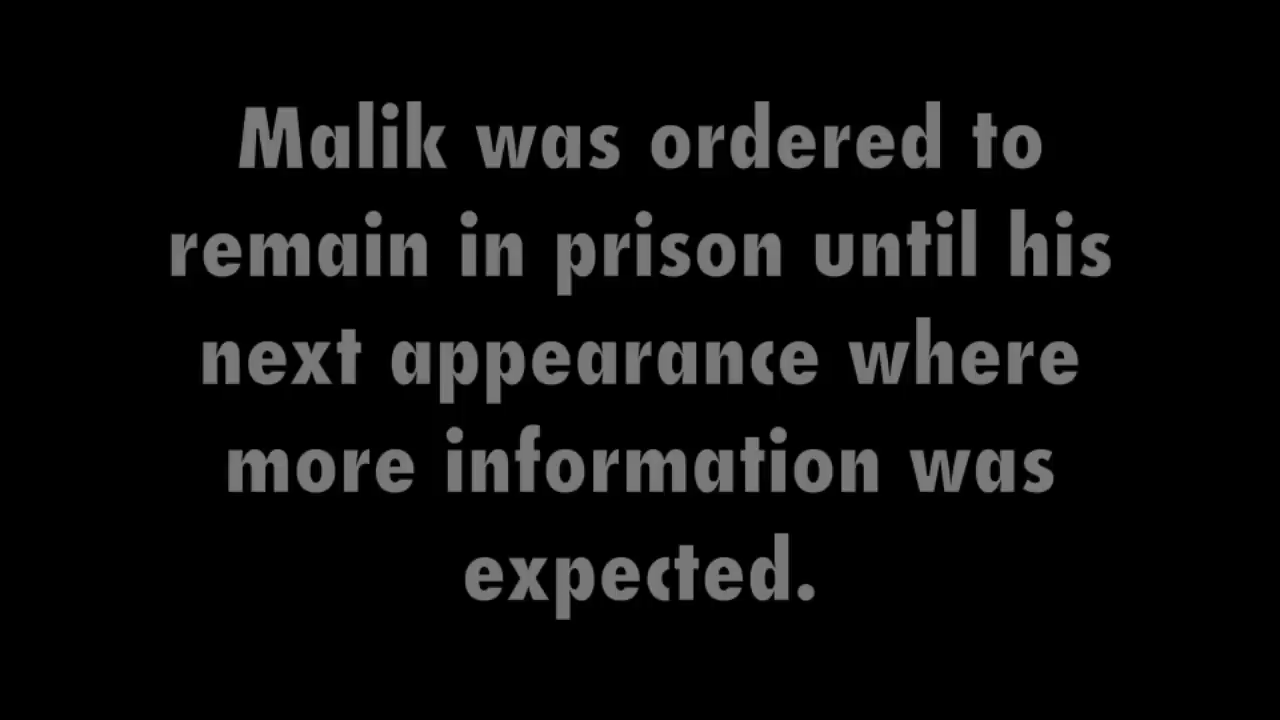 Malik was ordered to
remain in prison until his
next appearance where
more information was
expected.